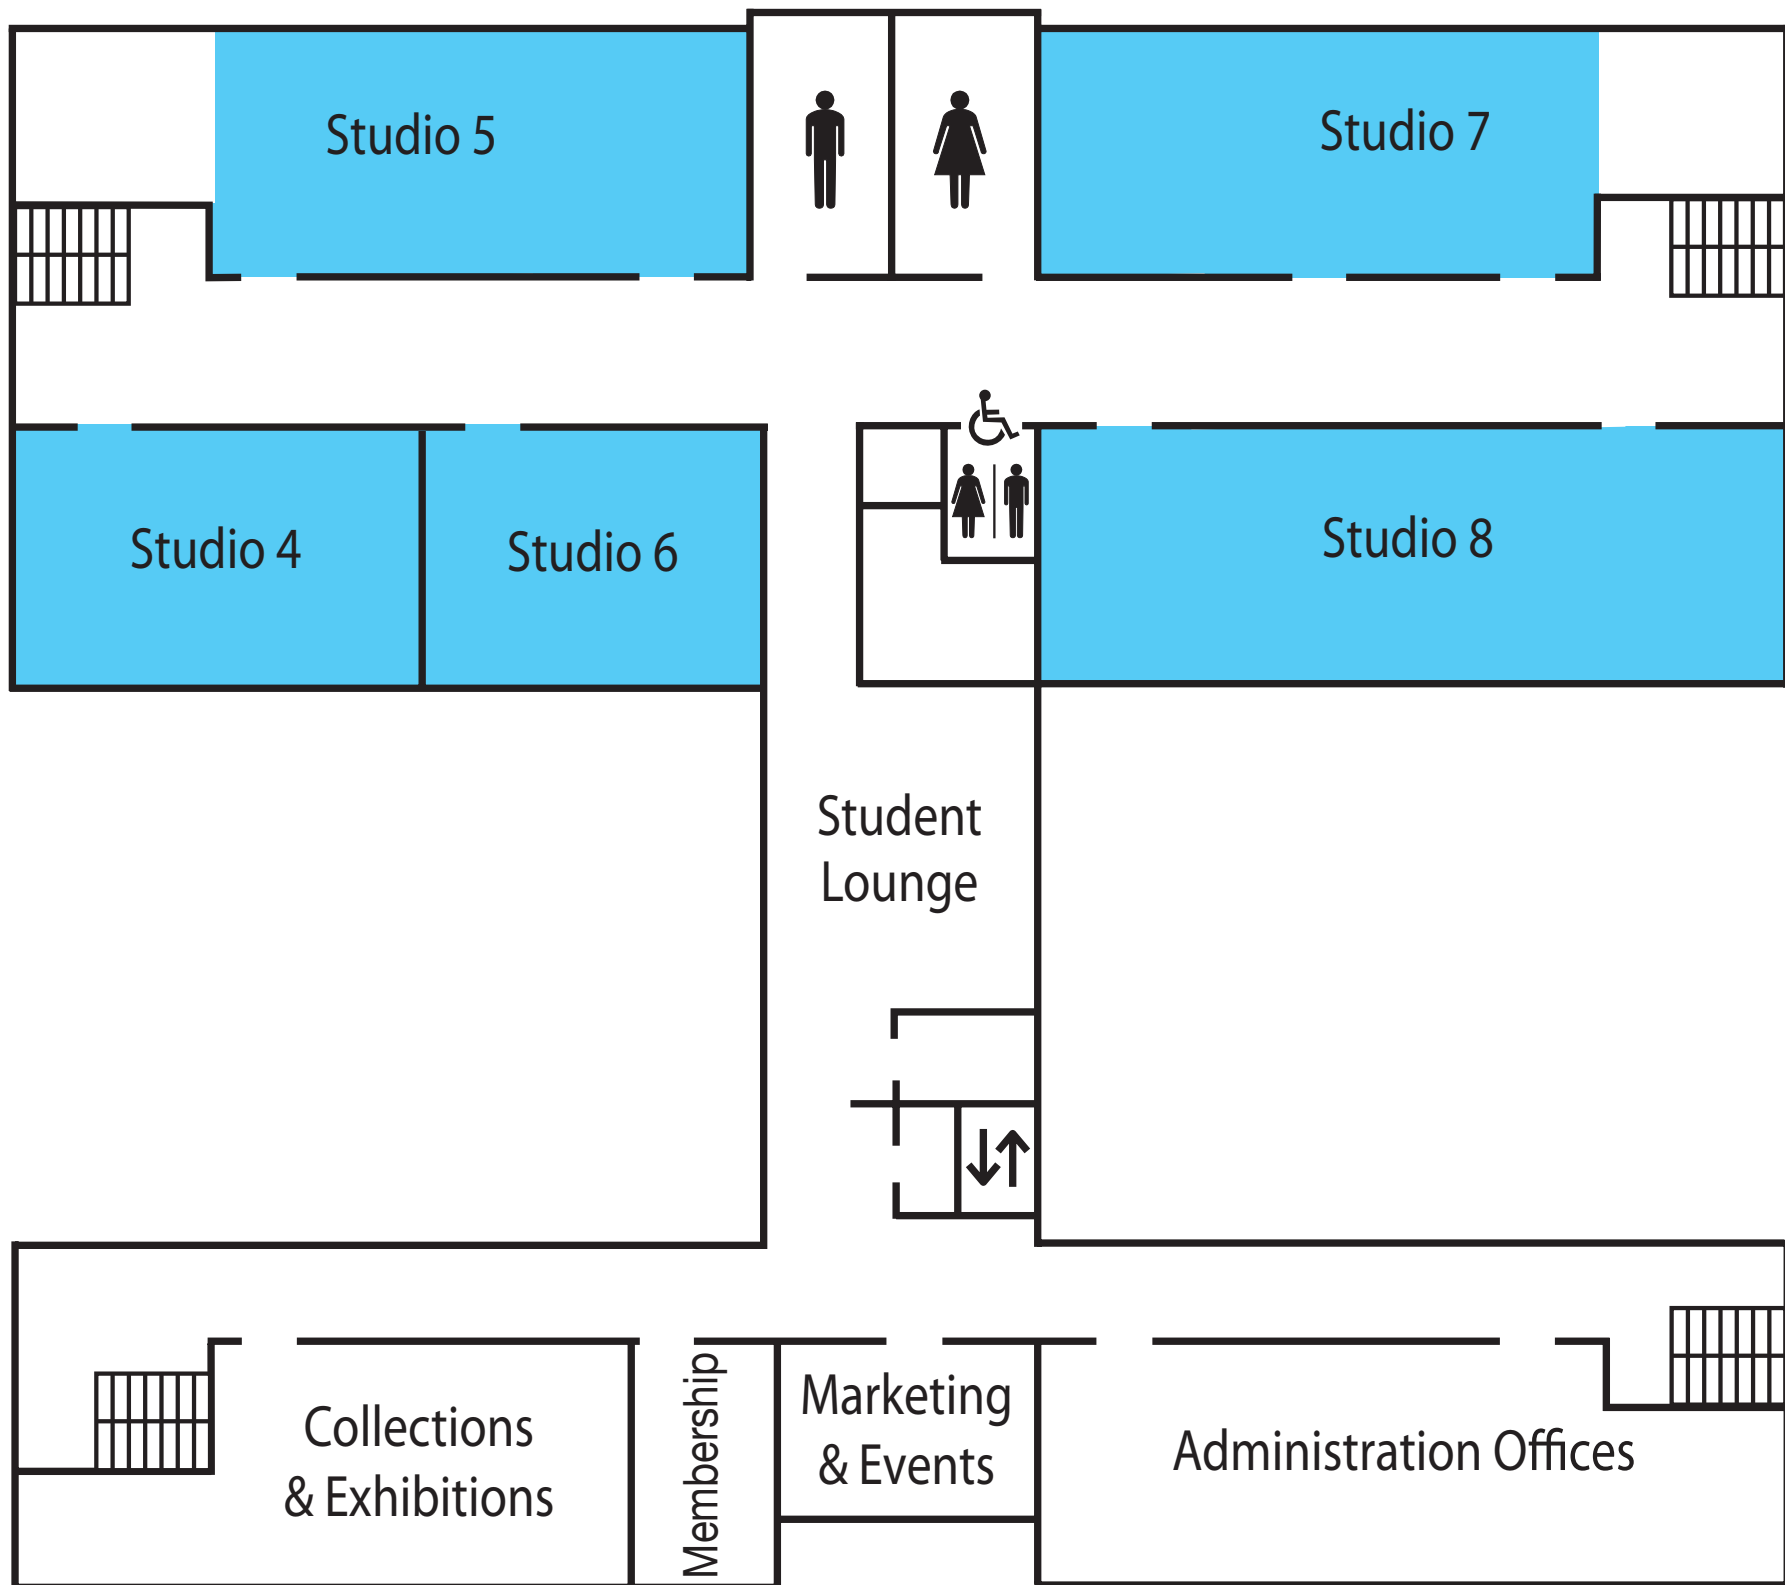 Studio 5
Studio 7
Studio 4
Studio 6
Studio 8
Student
Lounge
Collections
& Exhibitions
Membership
Marketing
& Events
Administration Offices